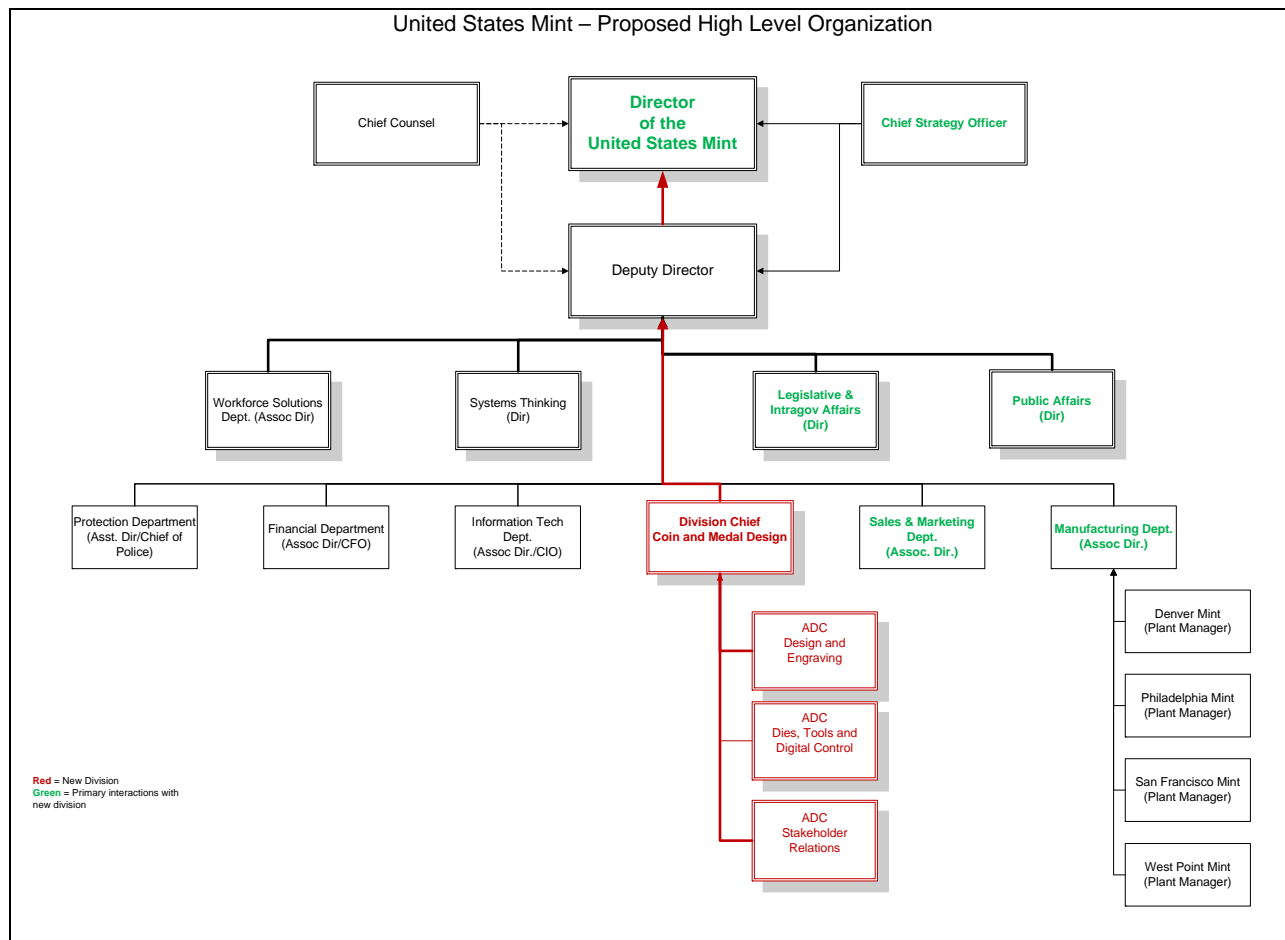 United States Mint – Proposed High Level Organization
Chief Counsel
Director
of the
United States Mint
Chief Strategy Officer
Deputy Director
Workforce Solutions
Dept. (Assoc Dir)
Systems Thinking
(Dir)
Legislative &
Intragov Affairs
(Dir)
Public Affairs
(Dir)
Protection Department
(Asst. Dir/Chief of
Police)
Financial Department
(Assoc Dir/CFO)
Information Tech
Dept.
(Assoc Dir./CIO)
Division Chief
Coin and Medal Design
Sales & Marketing
Dept.
(Assoc. Dir.)
Manufacturing Dept.
(Assoc Dir.)
ADC
Design and
Engraving
ADC
Dies, Tools and
Digital Control
ADC
Stakeholder
Relations
Denver Mint
(Plant Manager)
Philadelphia Mint
(Plant Manager)
San Francisco Mint
(Plant Manager)
West Point Mint
(Plant Manager)
Red = New Division
Green = Primary interactions with
new division